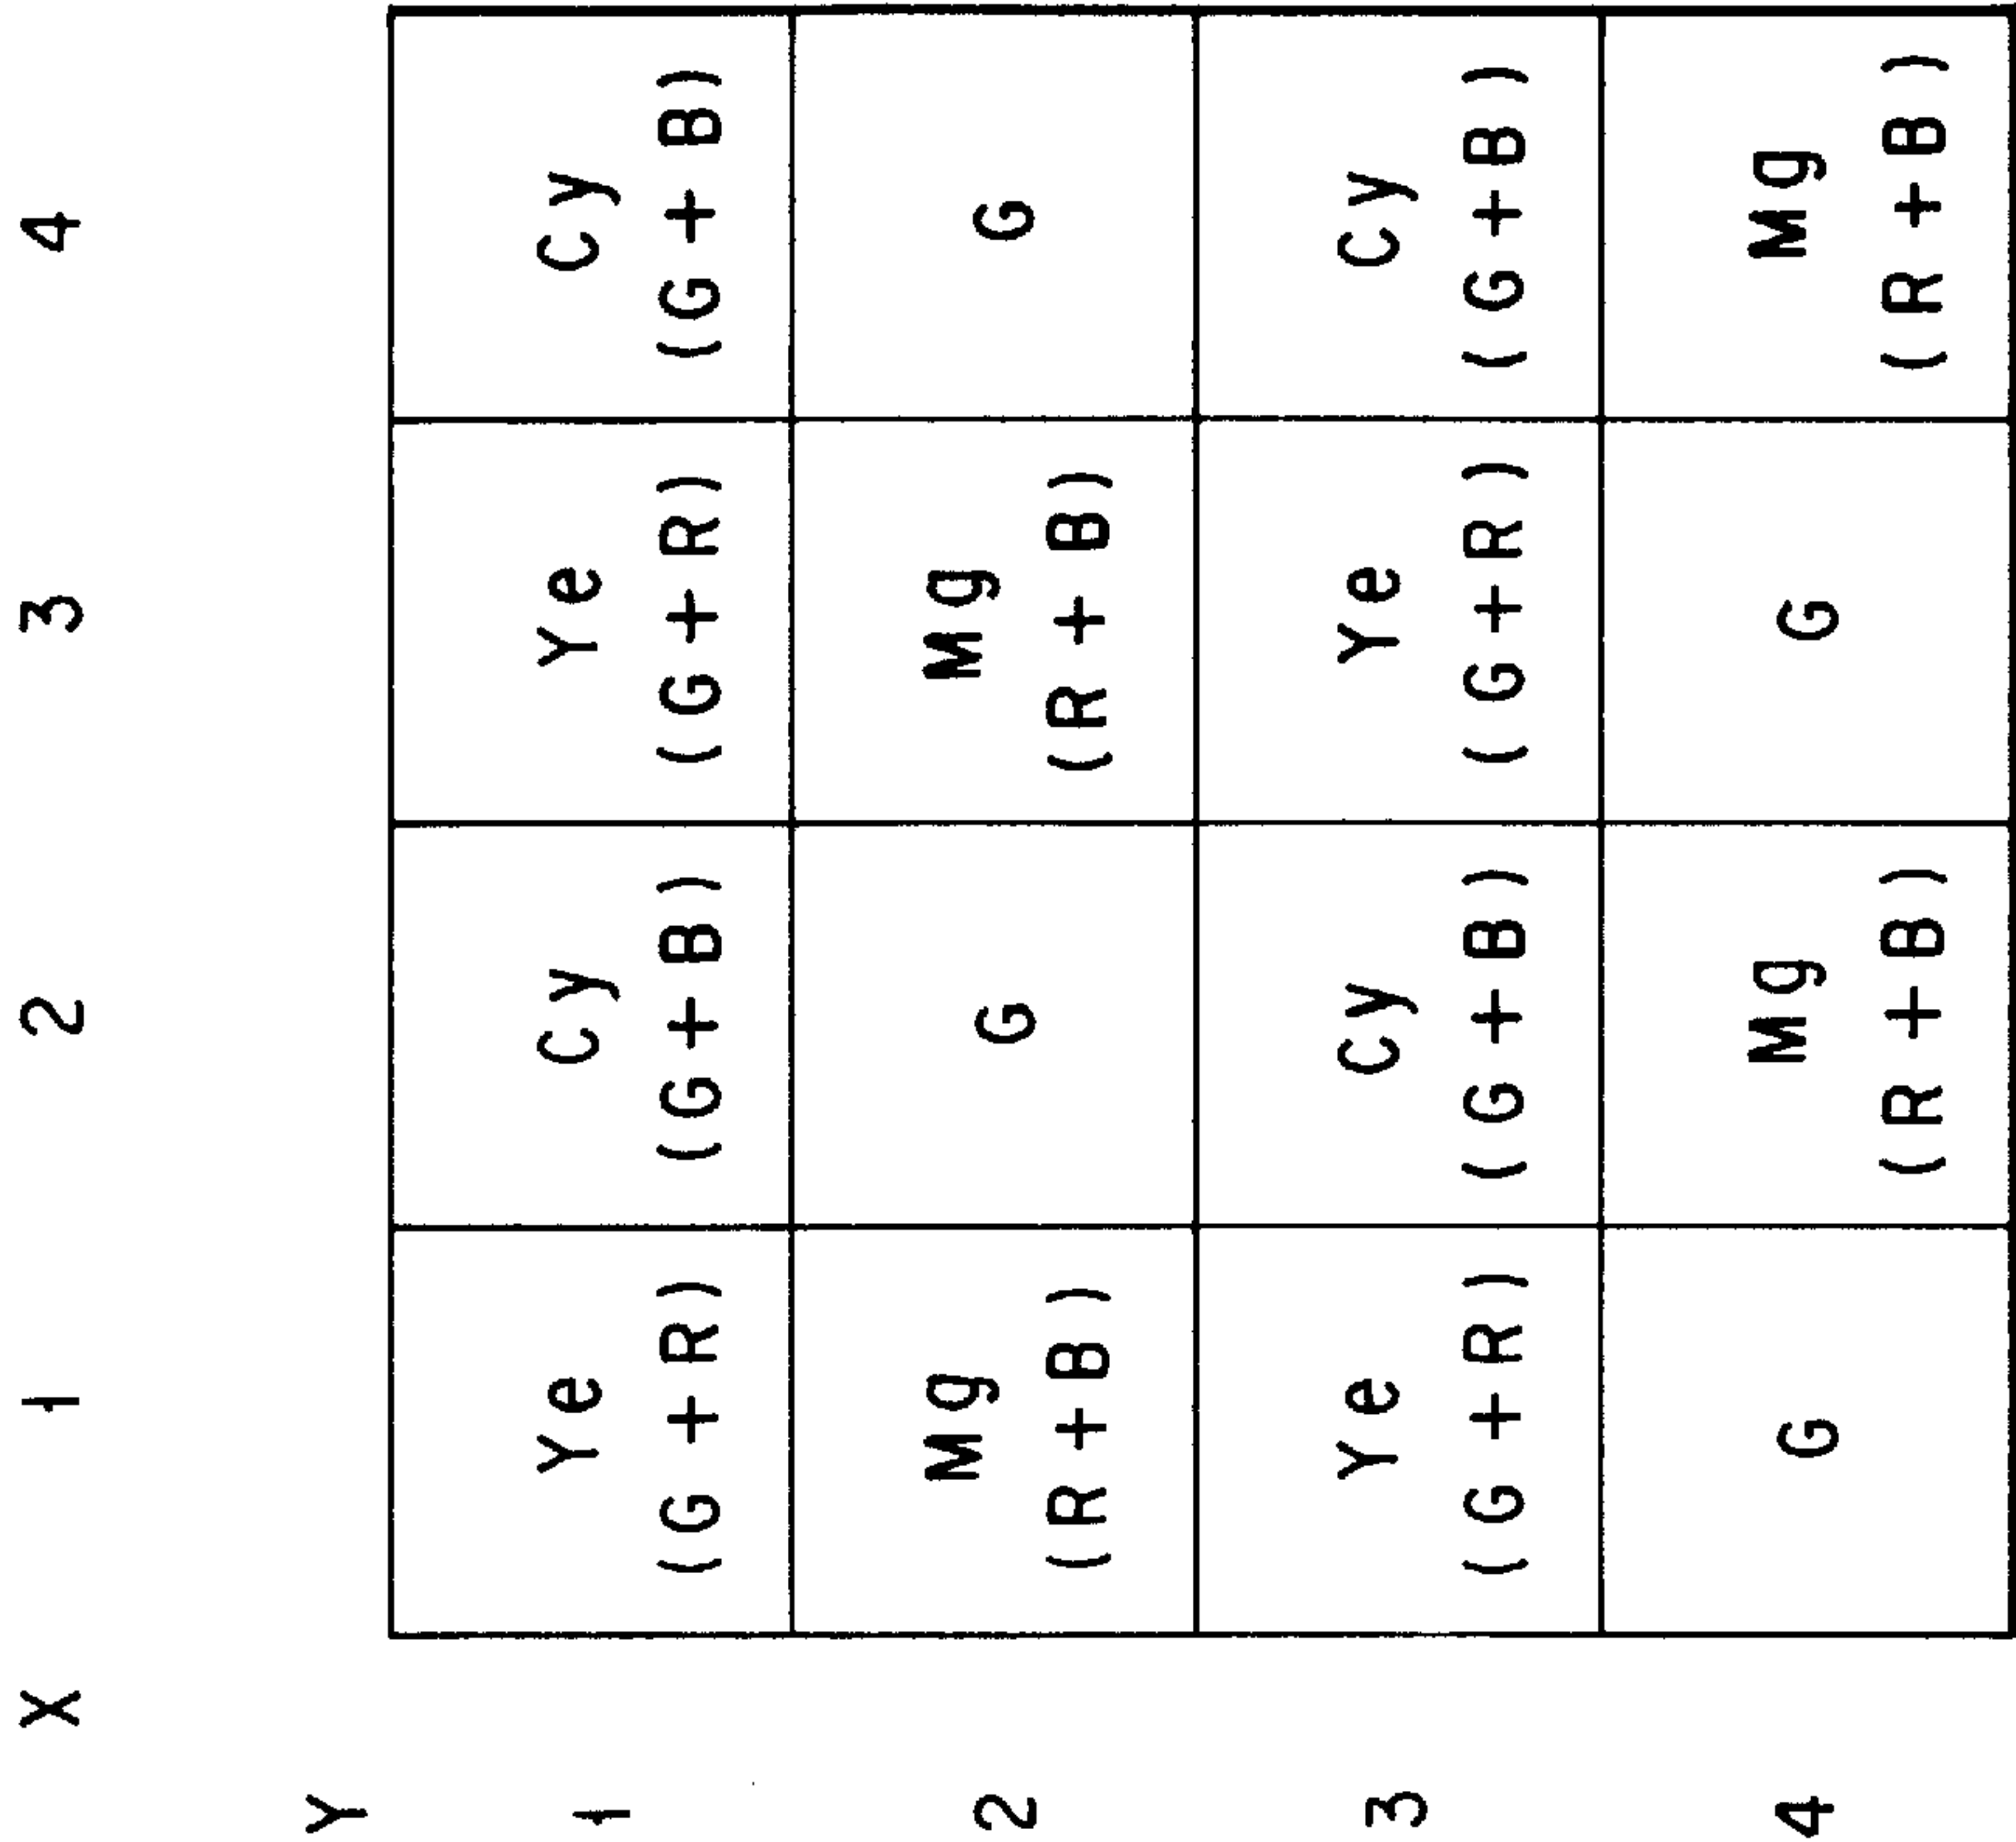 X 1 2 3 4
Y
1 Ye Cy Ye Cy
(G+R) (G+B) (G+R) (G+B)
2 Mg G Mg G
(R+B) (R+B)
3 Ye Cy Ye Cy
(G+R) (G+B) (G+R) (G+B)
4 G Mg G Mg
(R+B) (R+B)